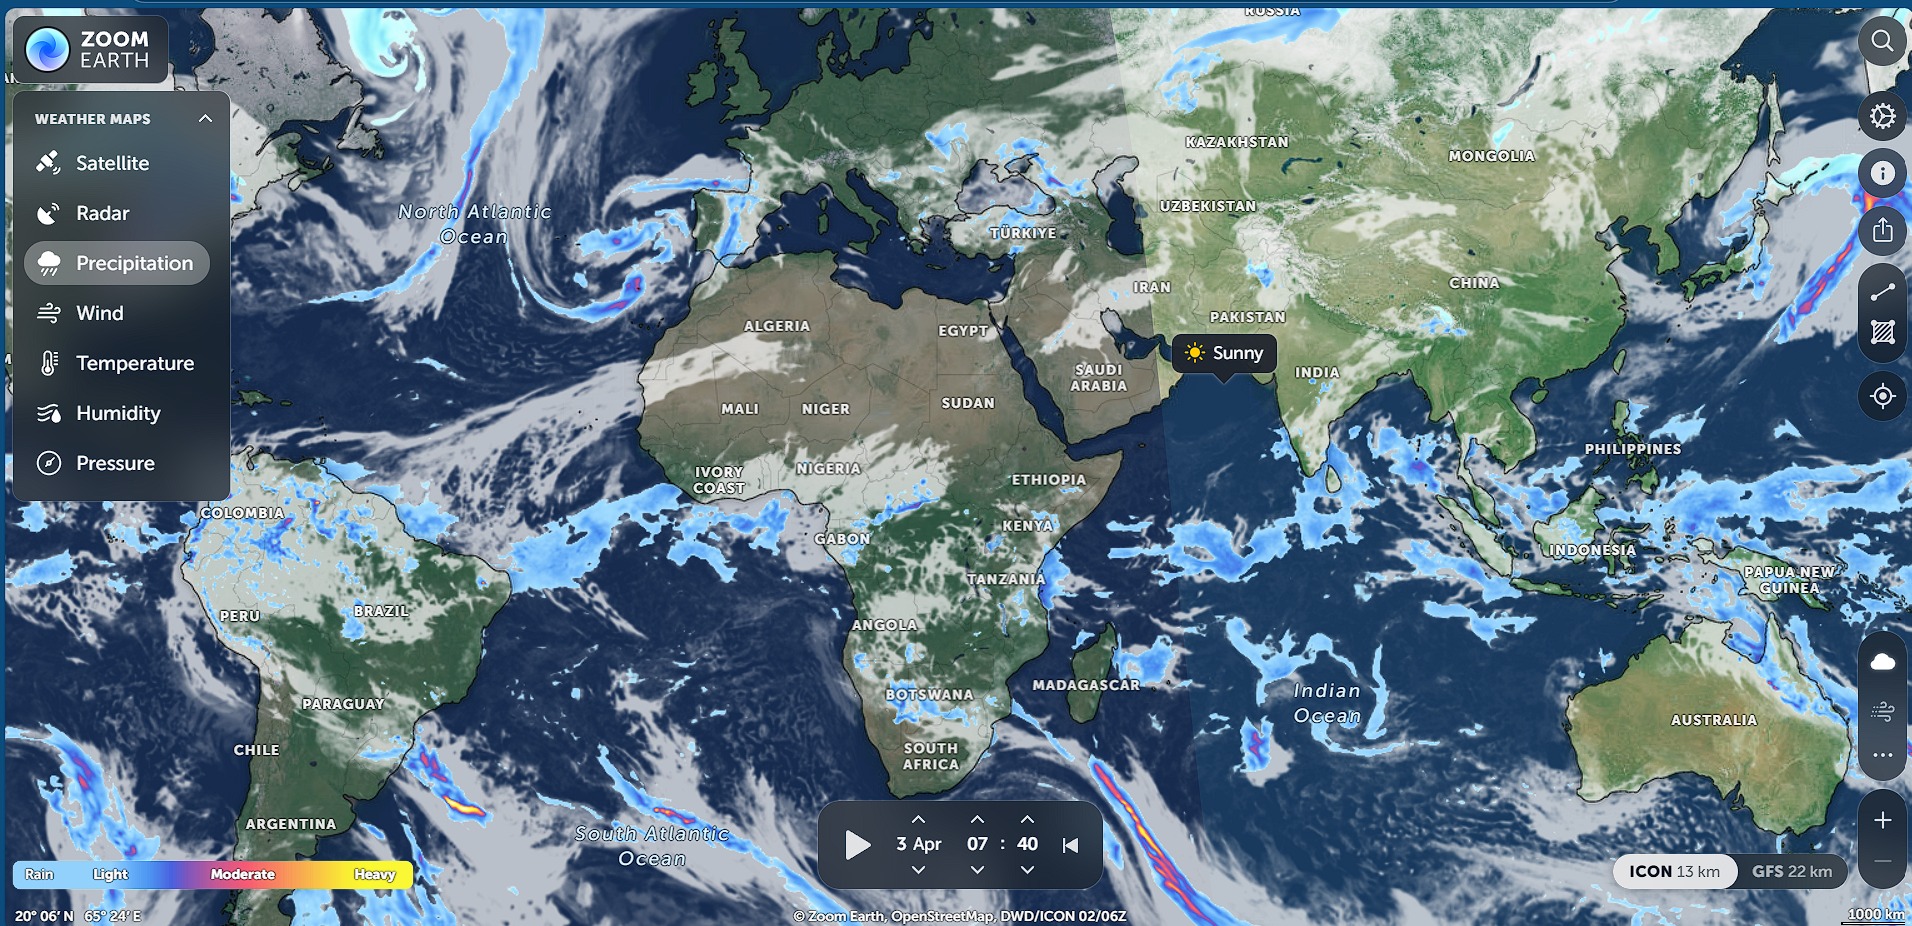 RUSSIA
ZOOM
EARTH
WEATHER MAPS
Satellite
Radar
Precipitation
Wind
Temperature
Humidity
Pressure
North Atlantic
Ocean
KAZAKHSTAN
MONGOLIA
UZBEKISTAN
TÜRKIYE
IRAN
CHINA
PAKISTAN
ALGERIA
EGYPT
Sunny
SAUDI
ARABIA
INDIA
MALI
NIGER
SUDAN
IVORY
COAST
NIGERIA
ETHIOPIA
PHILIPPINES
COLOMBIA
KENYA
GABON
INDONESIA
TANZANIA
PAPUA NEW
GUINEA
PERU
BRAZIL
ANGOLA
BOTSWANA
MADAGASCAR
Indian
Ocean
PARAGUAY
AUSTRALIA
CHILE
SOUTH
AFRICA
ARGENTINA
South Atlantic
Ocean
3 Apr 07 : 40
Rain Light Moderate Heavy
ICON 13 km GFS 22 km
20° 06′ N 65° 24′ E
© Zoom Earth, OpenStreetMap, DWD/ICON 02/06Z
1000 km